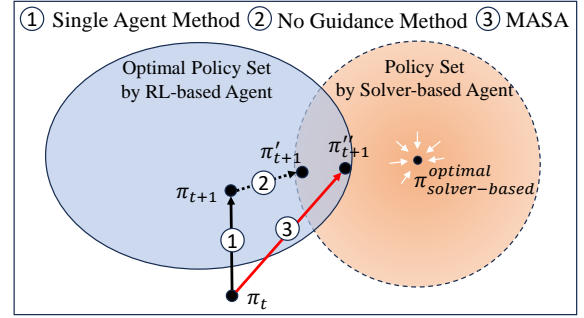 ① Single Agent Method ② No Guidance Method ③ MASA
Optimal Policy Set
by RL-based Agent
Policy Set
by Solver-based Agent
π′ₜ₊₁
π″ₜ₊₁
πₜ₊₁
②
π^{optimal}_{solver−based}
①
③
πₜ